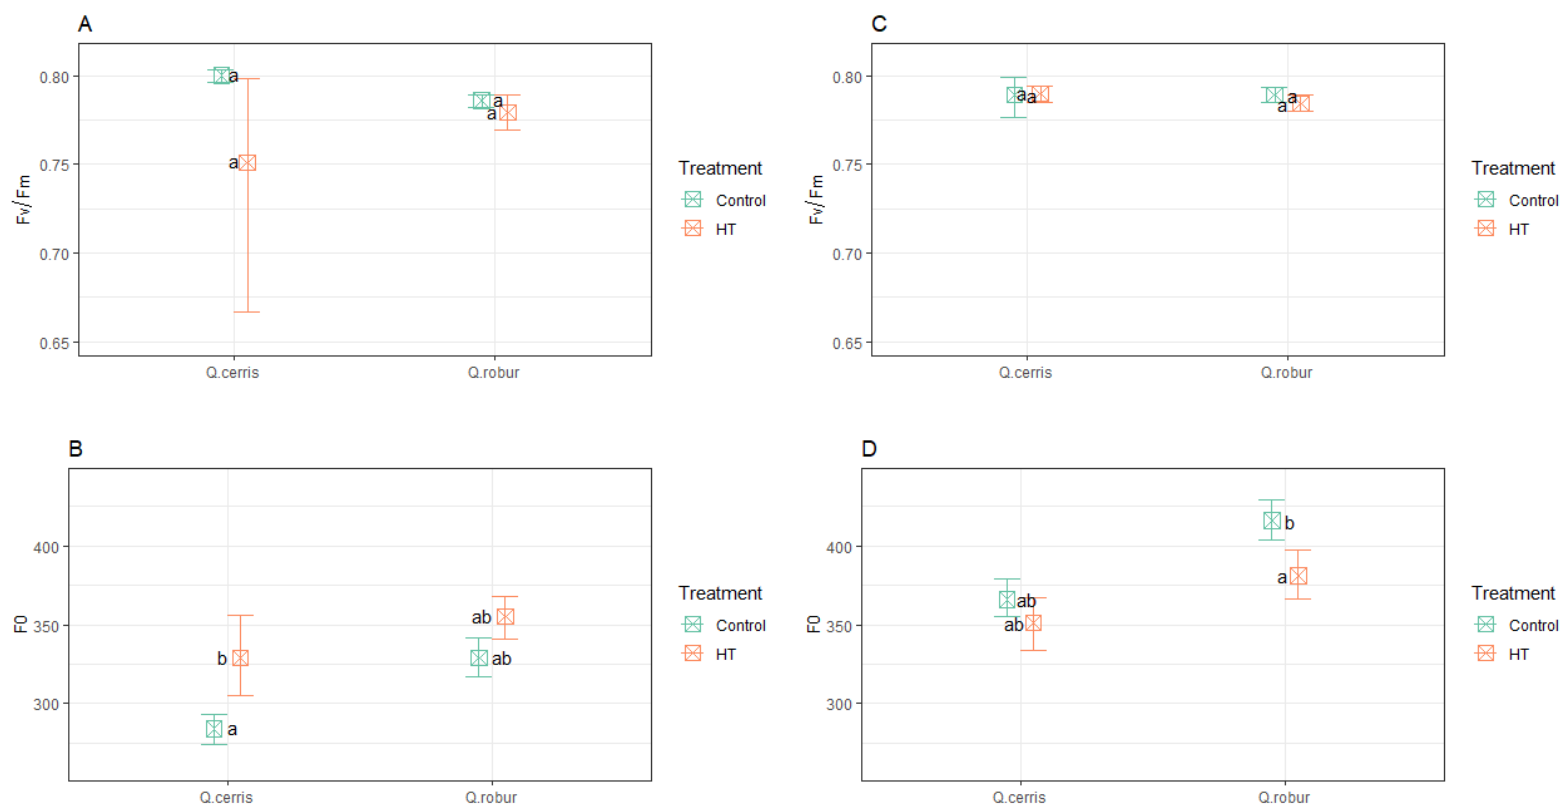 A
0.80
0.75
0.70
0.65
Fv/Fm
a
a
a
a
Q.cerris
Q.robur
Treatment
Control
HT
C
0.80
0.75
0.70
0.65
Fv/Fm
a
a
a
a
Q.cerris
Q.robur
Treatment
Control
HT
B
400
350
300
F0
b
a
ab
ab
Q.cerris
Q.robur
Treatment
Control
HT
D
400
350
300
F0
ab
ab
b
a
Q.cerris
Q.robur
Treatment
Control
HT